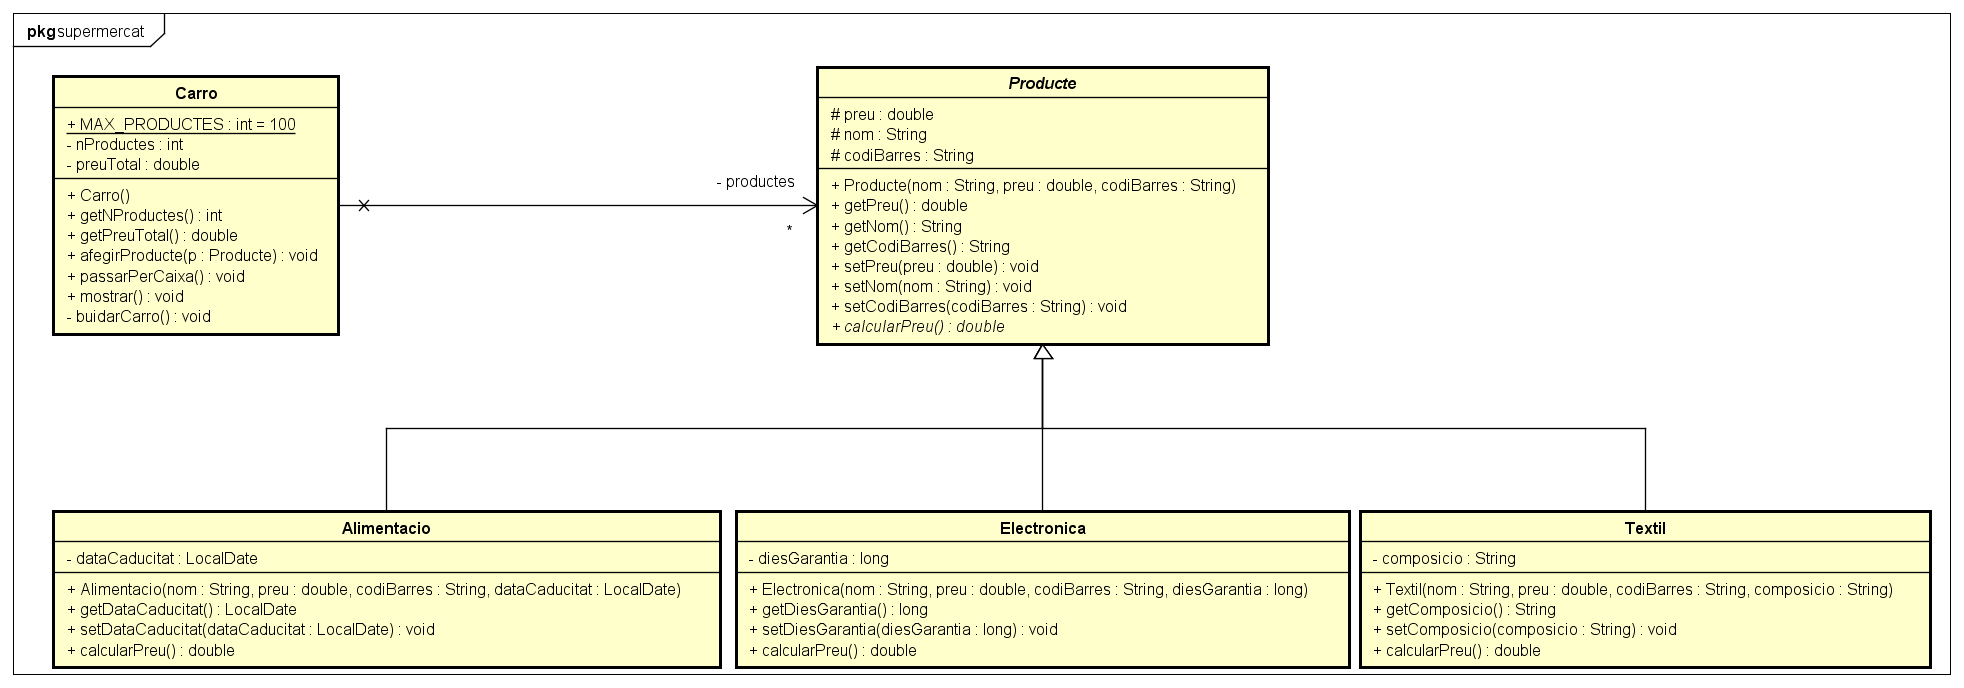 pkg supermercat
Carro
+ MAX_PRODUCTES : int = 100
- nProductes : int
- preuTotal : double
+ Carro()
+ getNProductes() : int
+ getPreuTotal() : double
+ afegirProducte(p : Producte) : void
+ passarPerCaixa() : void
+ mostrar() : void
- buidarCarro() : void
- productes
*
Producte
# preu : double
# nom : String
# codiBarres : String
+ Producte(nom : String, preu : double, codiBarres : String)
+ getPreu() : double
+ getNom() : String
+ getCodiBarres() : String
+ setPreu(preu : double) : void
+ setNom(nom : String) : void
+ setCodiBarres(codiBarres : String) : void
+ calcularPreu() : double
Alimentacio
- dataCaducitat : LocalDate
+ Alimentacio(nom : String, preu : double, codiBarres : String, dataCaducitat : LocalDate)
+ getDataCaducitat() : LocalDate
+ setDataCaducitat(dataCaducitat : LocalDate) : void
+ calcularPreu() : double
Electronica
- diesGarantia : long
+ Electronica(nom : String, preu : double, codiBarres : String, diesGarantia : long)
+ getDiesGarantia() : long
+ setDiesGarantia(diesGarantia : long) : void
+ calcularPreu() : double
Textil
- composicio : String
+ Textil(nom : String, preu : double, codiBarres : String, composicio : String)
+ getComposicio() : String
+ setComposicio(composicio : String) : void
+ calcularPreu() : double